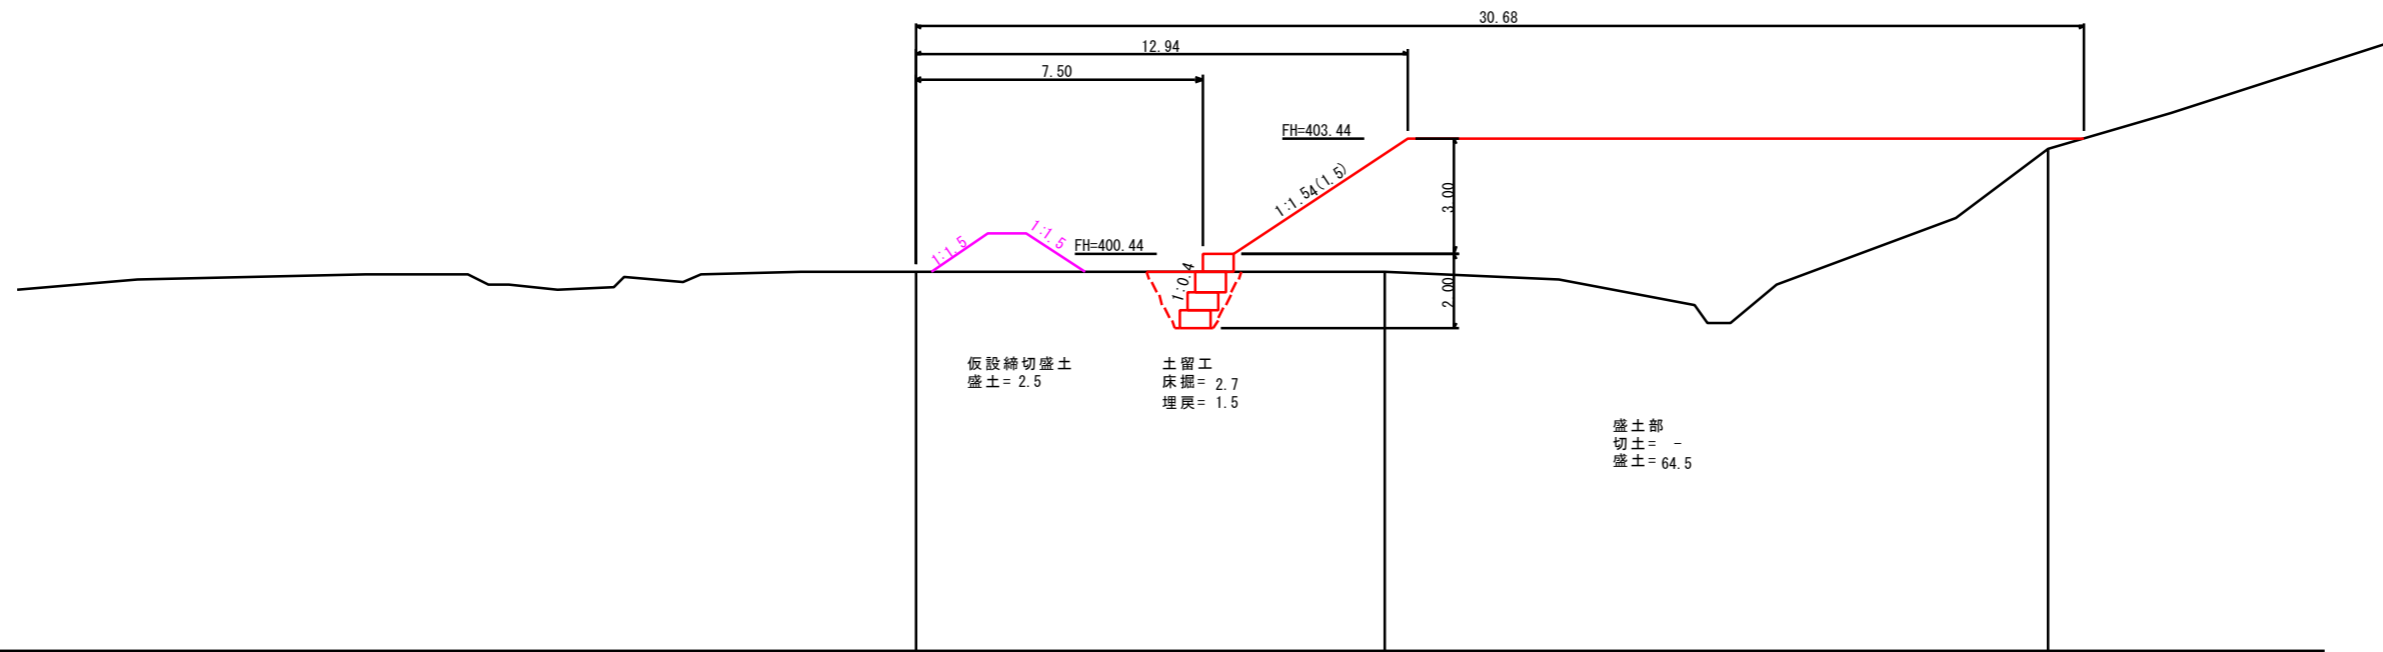 30.68
12.94
7.50
FH=403.44
1:1.54(1.5)
3.00
1:1.5
1:1.5
FH=400.44
1:0.4
2.00
仮設締切盛土
盛土= 2.5
土留工
床掘= 2.7
埋戻= 1.5
盛土部
切土= -
盛土= 64.5